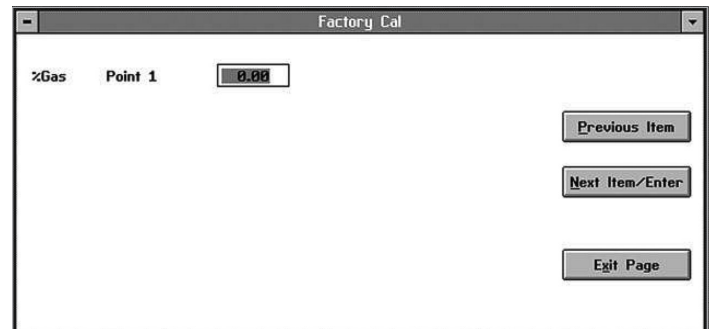 Factory Cal
%Gas Point 1 0.00
Previous Item
Next Item/Enter
Exit Page